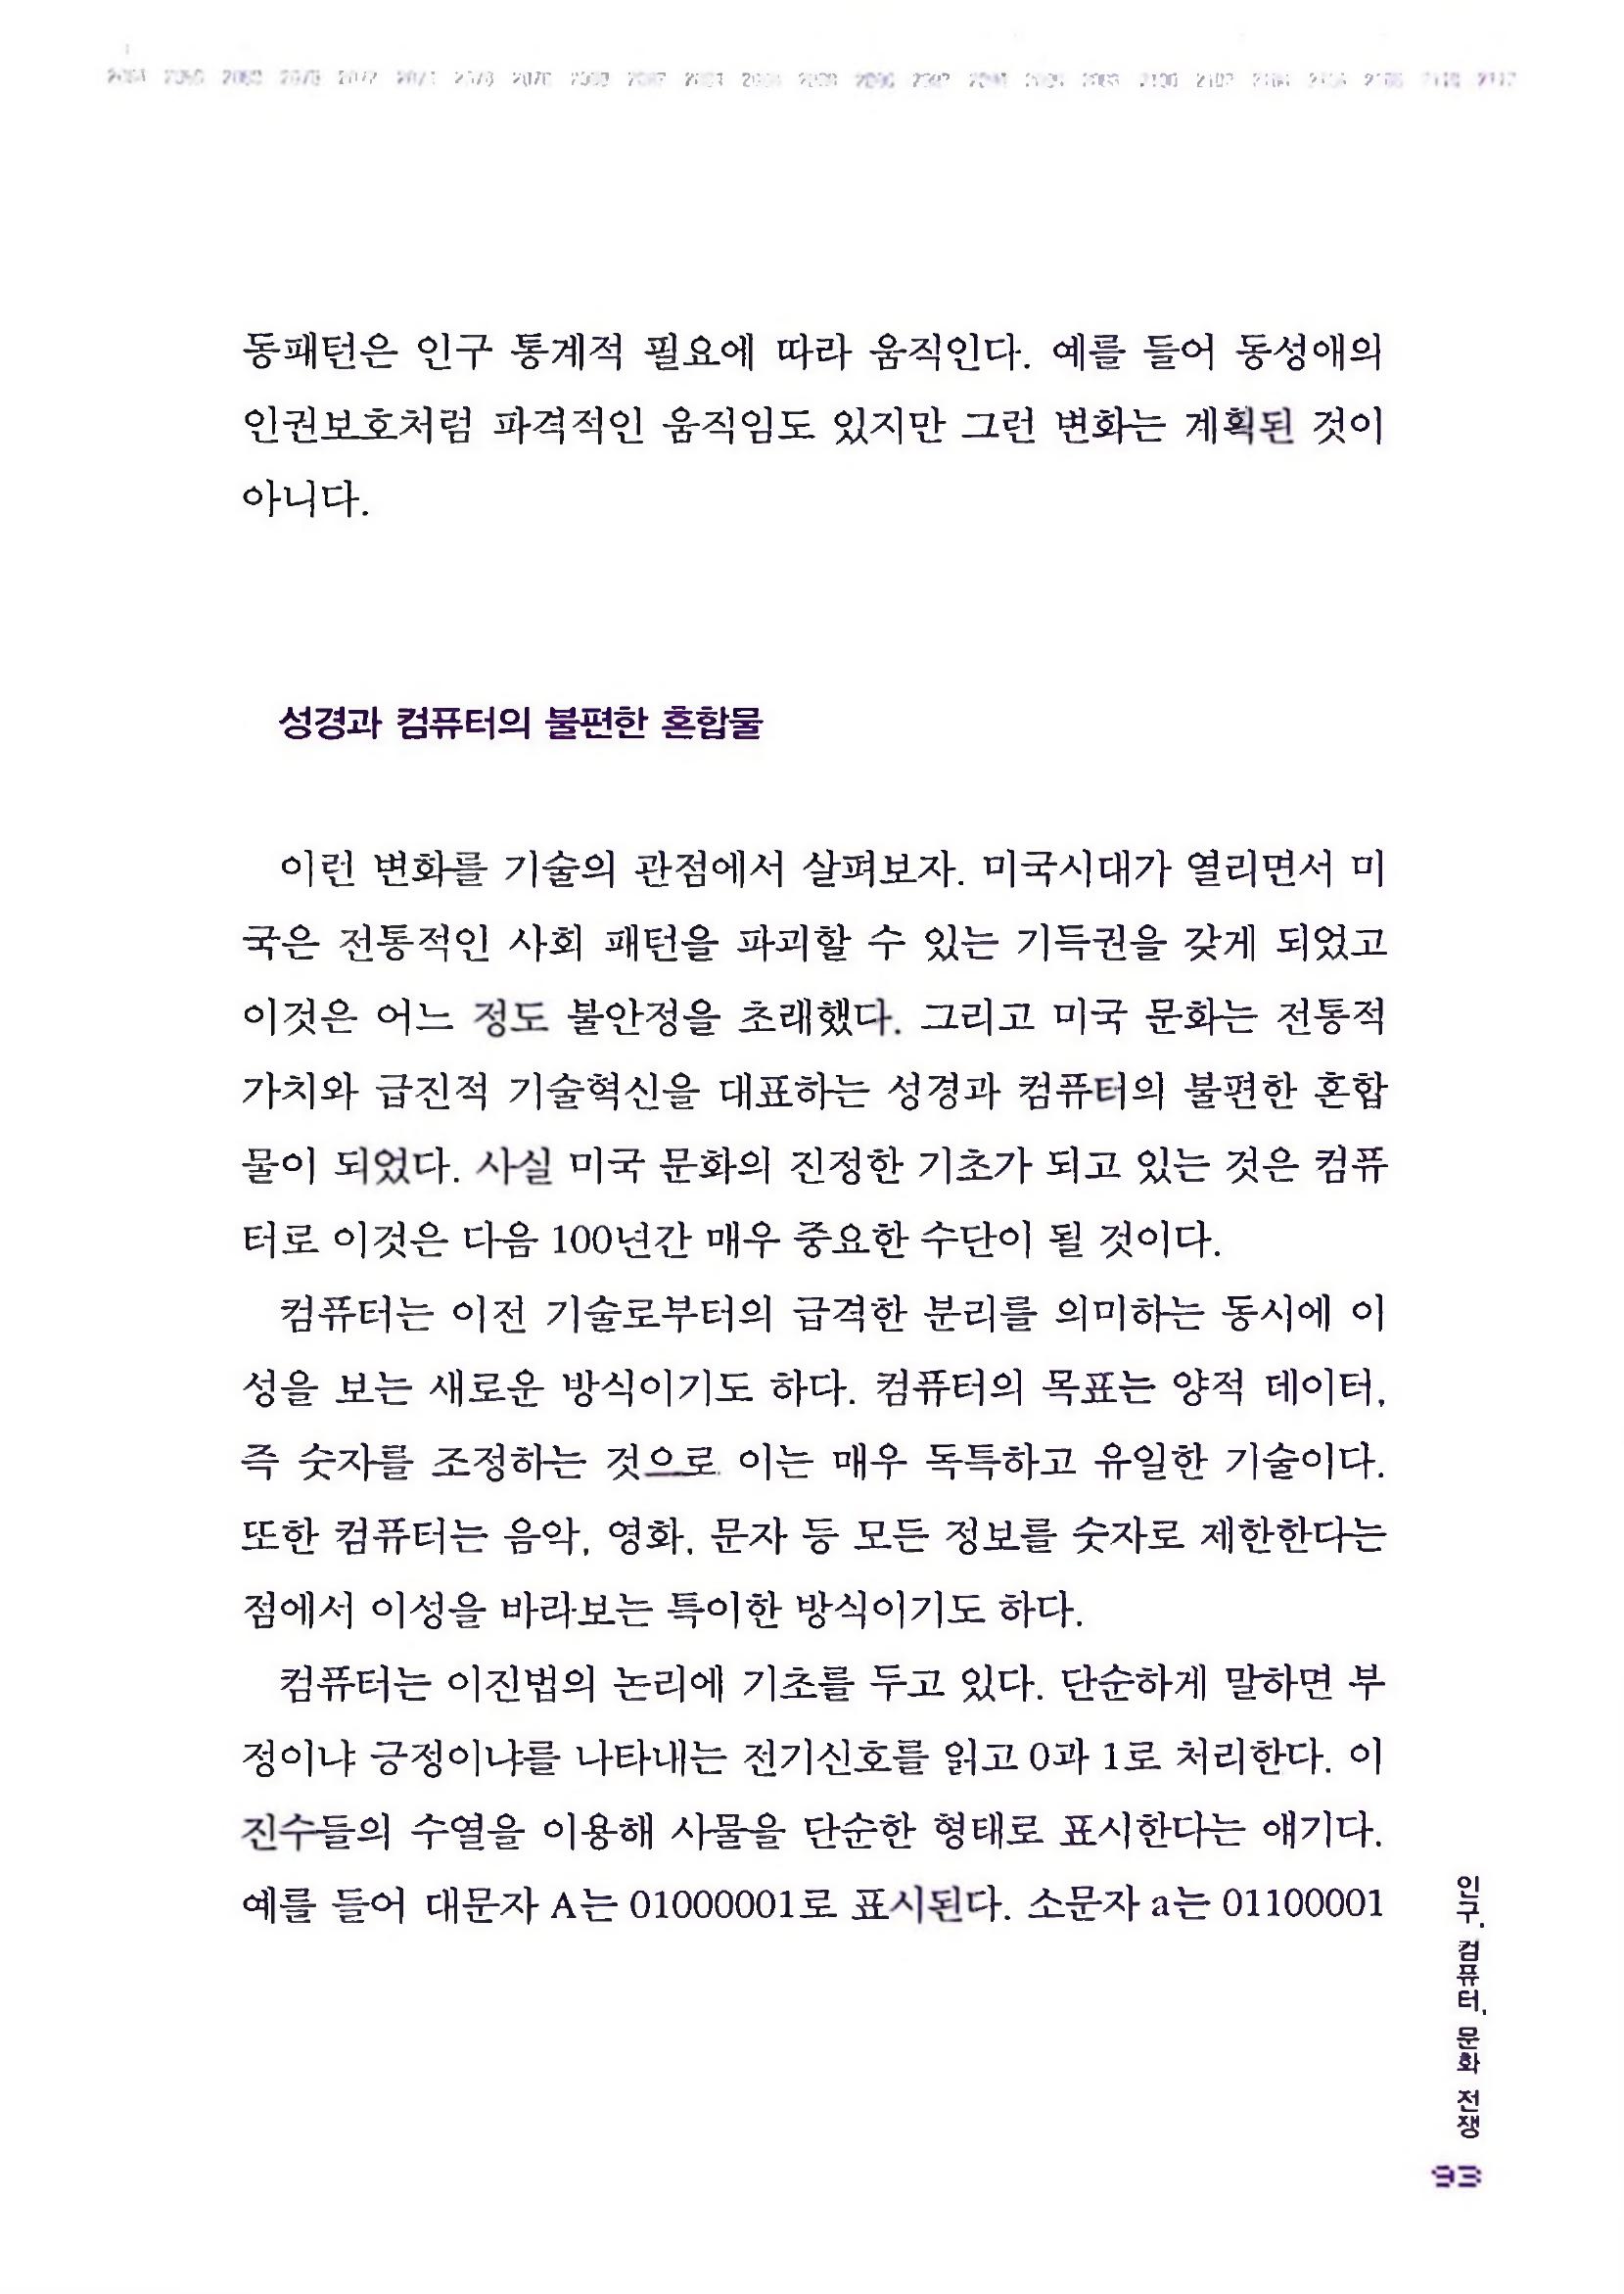 동패턴은 인구 통계적 필요에 따라 움직인다. 예를 들어 동성애의
인권보호처럼 파격적인 움직임도 있지만 그런 변화는 계획된 것이
아니다.
성경과 컴퓨터의 불편한 혼합물
이런 변화를 기술의 관점에서 살펴보자. 미국시대가 열리면서 미
국은 전통적인 사회 패턴을 파괴할 수 있는 기득권을 갖게 되었고
이것은 어느 정도 불안정을 초래했다. 그리고 미국 문화는 전통적
가치와 급진적 기술혁신을 대표하는 성경과 컴퓨터의 불편한 혼합
물이 되었다. 사실 미국 문화의 진정한 기초가 되고 있는 것은 컴퓨
터로 이것은 다음 100년간 매우 중요한 수단이 될 것이다.
컴퓨터는 이전 기술로부터의 급격한 분리를 의미하는 동시에 이
성을 보는 새로운 방식이기도 하다. 컴퓨터의 목표는 양적 데이터,
즉 숫자를 조정하는 것으로 이는 매우 독특하고 유일한 기술이다.
또한 컴퓨터는 음악, 영화, 문자 등 모든 정보를 숫자로 제한한다는
점에서 이성을 바라보는 특이한 방식이기도 하다.
컴퓨터는 이진법의 논리에 기초를 두고 있다. 단순하게 말하면 부
정이냐 긍정이냐를 나타내는 전기신호를 읽고 0과 1로 처리한다. 이
진수들의 수열을 이용해 사물을 단순한 형태로 표시한다는 얘기다.
예를 들어 대문자 A는 01000001로 표시된다. 소문자 a는 01100001
인구, 컴퓨터, 문화 전쟁
93